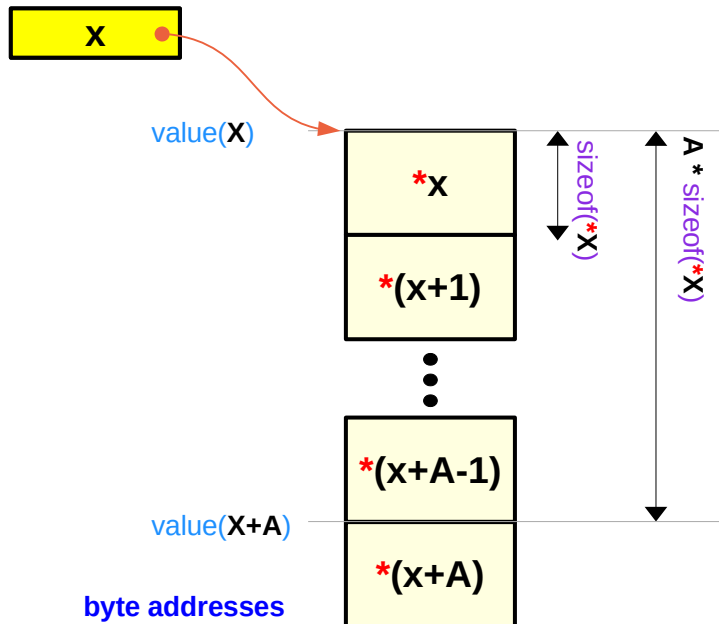 x
value(X)
*x
sizeof(*X)
A * sizeof(*X)
*(x+1)
*(x+A-1)
value(X+A)
*(x+A)
byte addresses